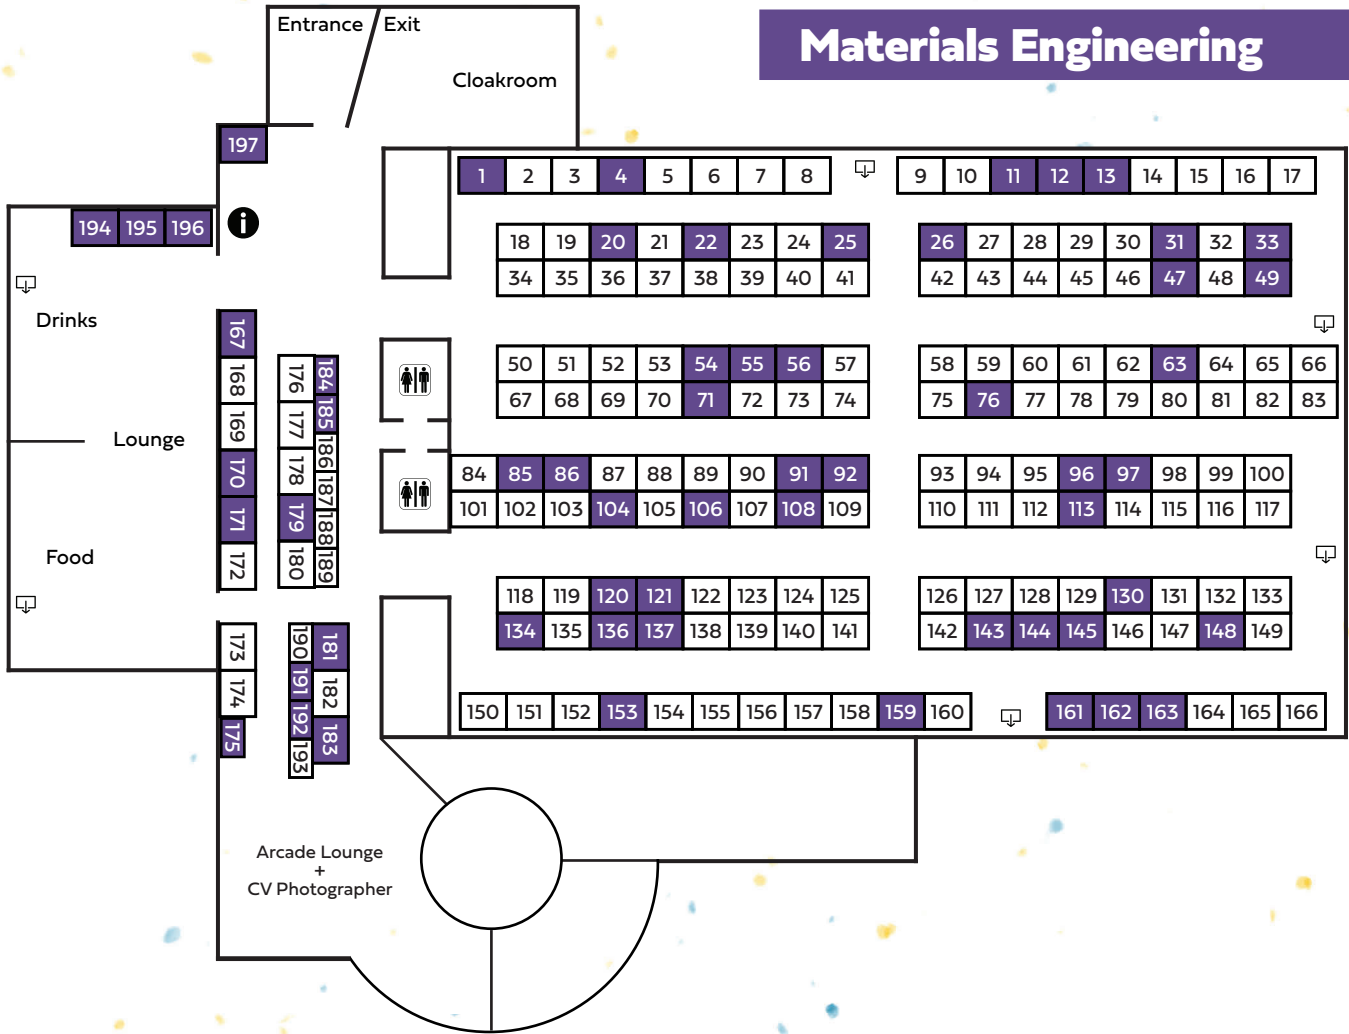 Materials Engineering
Entrance Exit
Cloakroom
197
194 195 196
i
Drinks
Lounge
Food
1 2 3 4 5 6 7 8
9 10 11 12 13 14 15 16 17
18 19 20 21 22 23 24 25
26 27 28 29 30 31 32 33
34 35 36 37 38 39 40 41
42 43 44 45 46 47 48 49
50 51 52 53 54 55 56 57
58 59 60 61 62 63 64 65 66
67 68 69 70 71 72 73 74
75 76 77 78 79 80 81 82 83
84 85 86 87 88 89 90 91 92
93 94 95 96 97 98 99 100
101 102 103 104 105 106 107 108 109
110 111 112 113 114 115 116 117
118 119 120 121 122 123 124 125
126 127 128 129 130 131 132 133
134 135 136 137 138 139 140 141
142 143 144 145 146 147 148 149
150 151 152 153 154 155 156 157 158 159 160
161 162 163 164 165 166
167
168
169
170
171
172
173
174
175
176
177
178
179
180
184
185
186
187
188
189
190
191
192
193
181
182
183
Arcade Lounge
+
CV Photographer